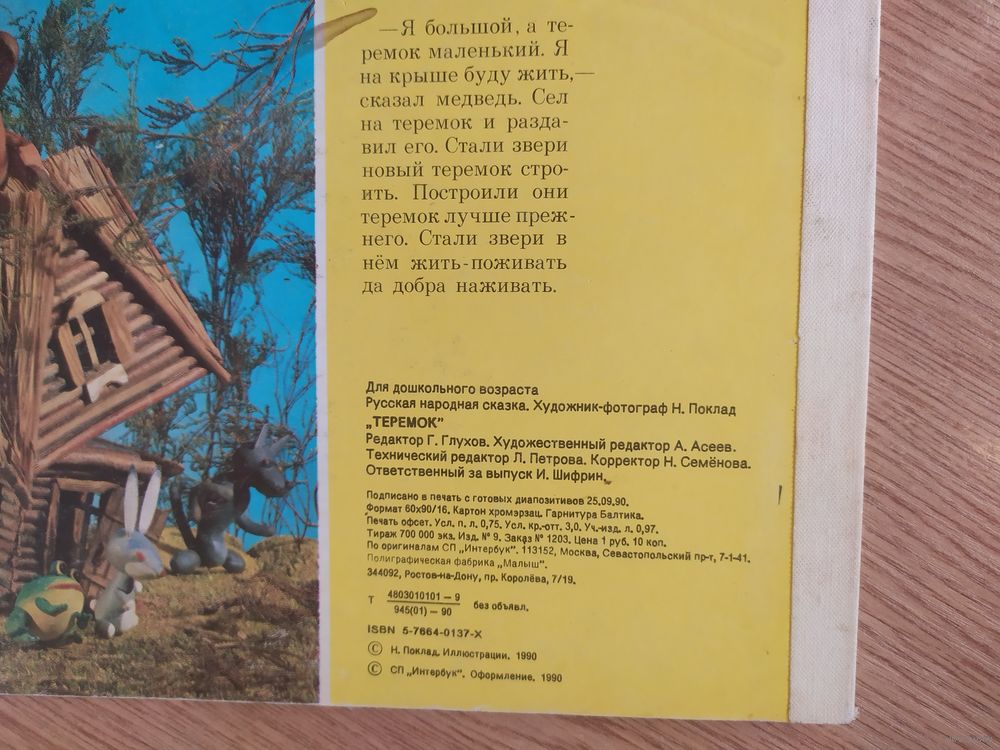 —Я большой, а те-
ремок маленький. Я
на крыше буду жить,—
сказал медведь. Сел
на теремок и разда-
вил его. Стали звери
новый теремок стро-
ить. Построили они
теремок лучше преж-
него. Стали звери в
нём жить-поживать
да добра наживать.
Для дошкольного возраста
Русская народная сказка. Художник-фотограф Н. Поклад
„ТЕРЕМОК”
Редактор Г. Глухов. Художественный редактор А. Асеев.
Технический редактор Л. Петрова. Корректор Н. Семёнова.
Ответственный за выпуск И. Шифрин.
Подписано в печать с готовых диапозитивов 25.09.90.
Формат 60х90/16. Картон хромэрзац. Гарнитура Балтика.
Печать офсет. Усл. п. л. 0,75. Усл. кр.-отт. 3,0. Уч.-изд. л. 0,97.
Тираж 700 000 экз. Изд. № 9. Заказ № 1203. Цена 1 руб. 10 коп.
По оригиналам СП „Интербук”. 113152, Москва, Севастопольский пр-т, 7-1-41.
Полиграфическая фабрика „Малыш”.
344092, Ростов-на-Дону, пр. Королёва, 7/19.
Т 4803010101 — 9
945(01) — 90 без объявл.
ISBN 5-7664-0137-X
© Н. Поклад. Иллюстрации. 1990
© СП „Интербук”. Оформление. 1990